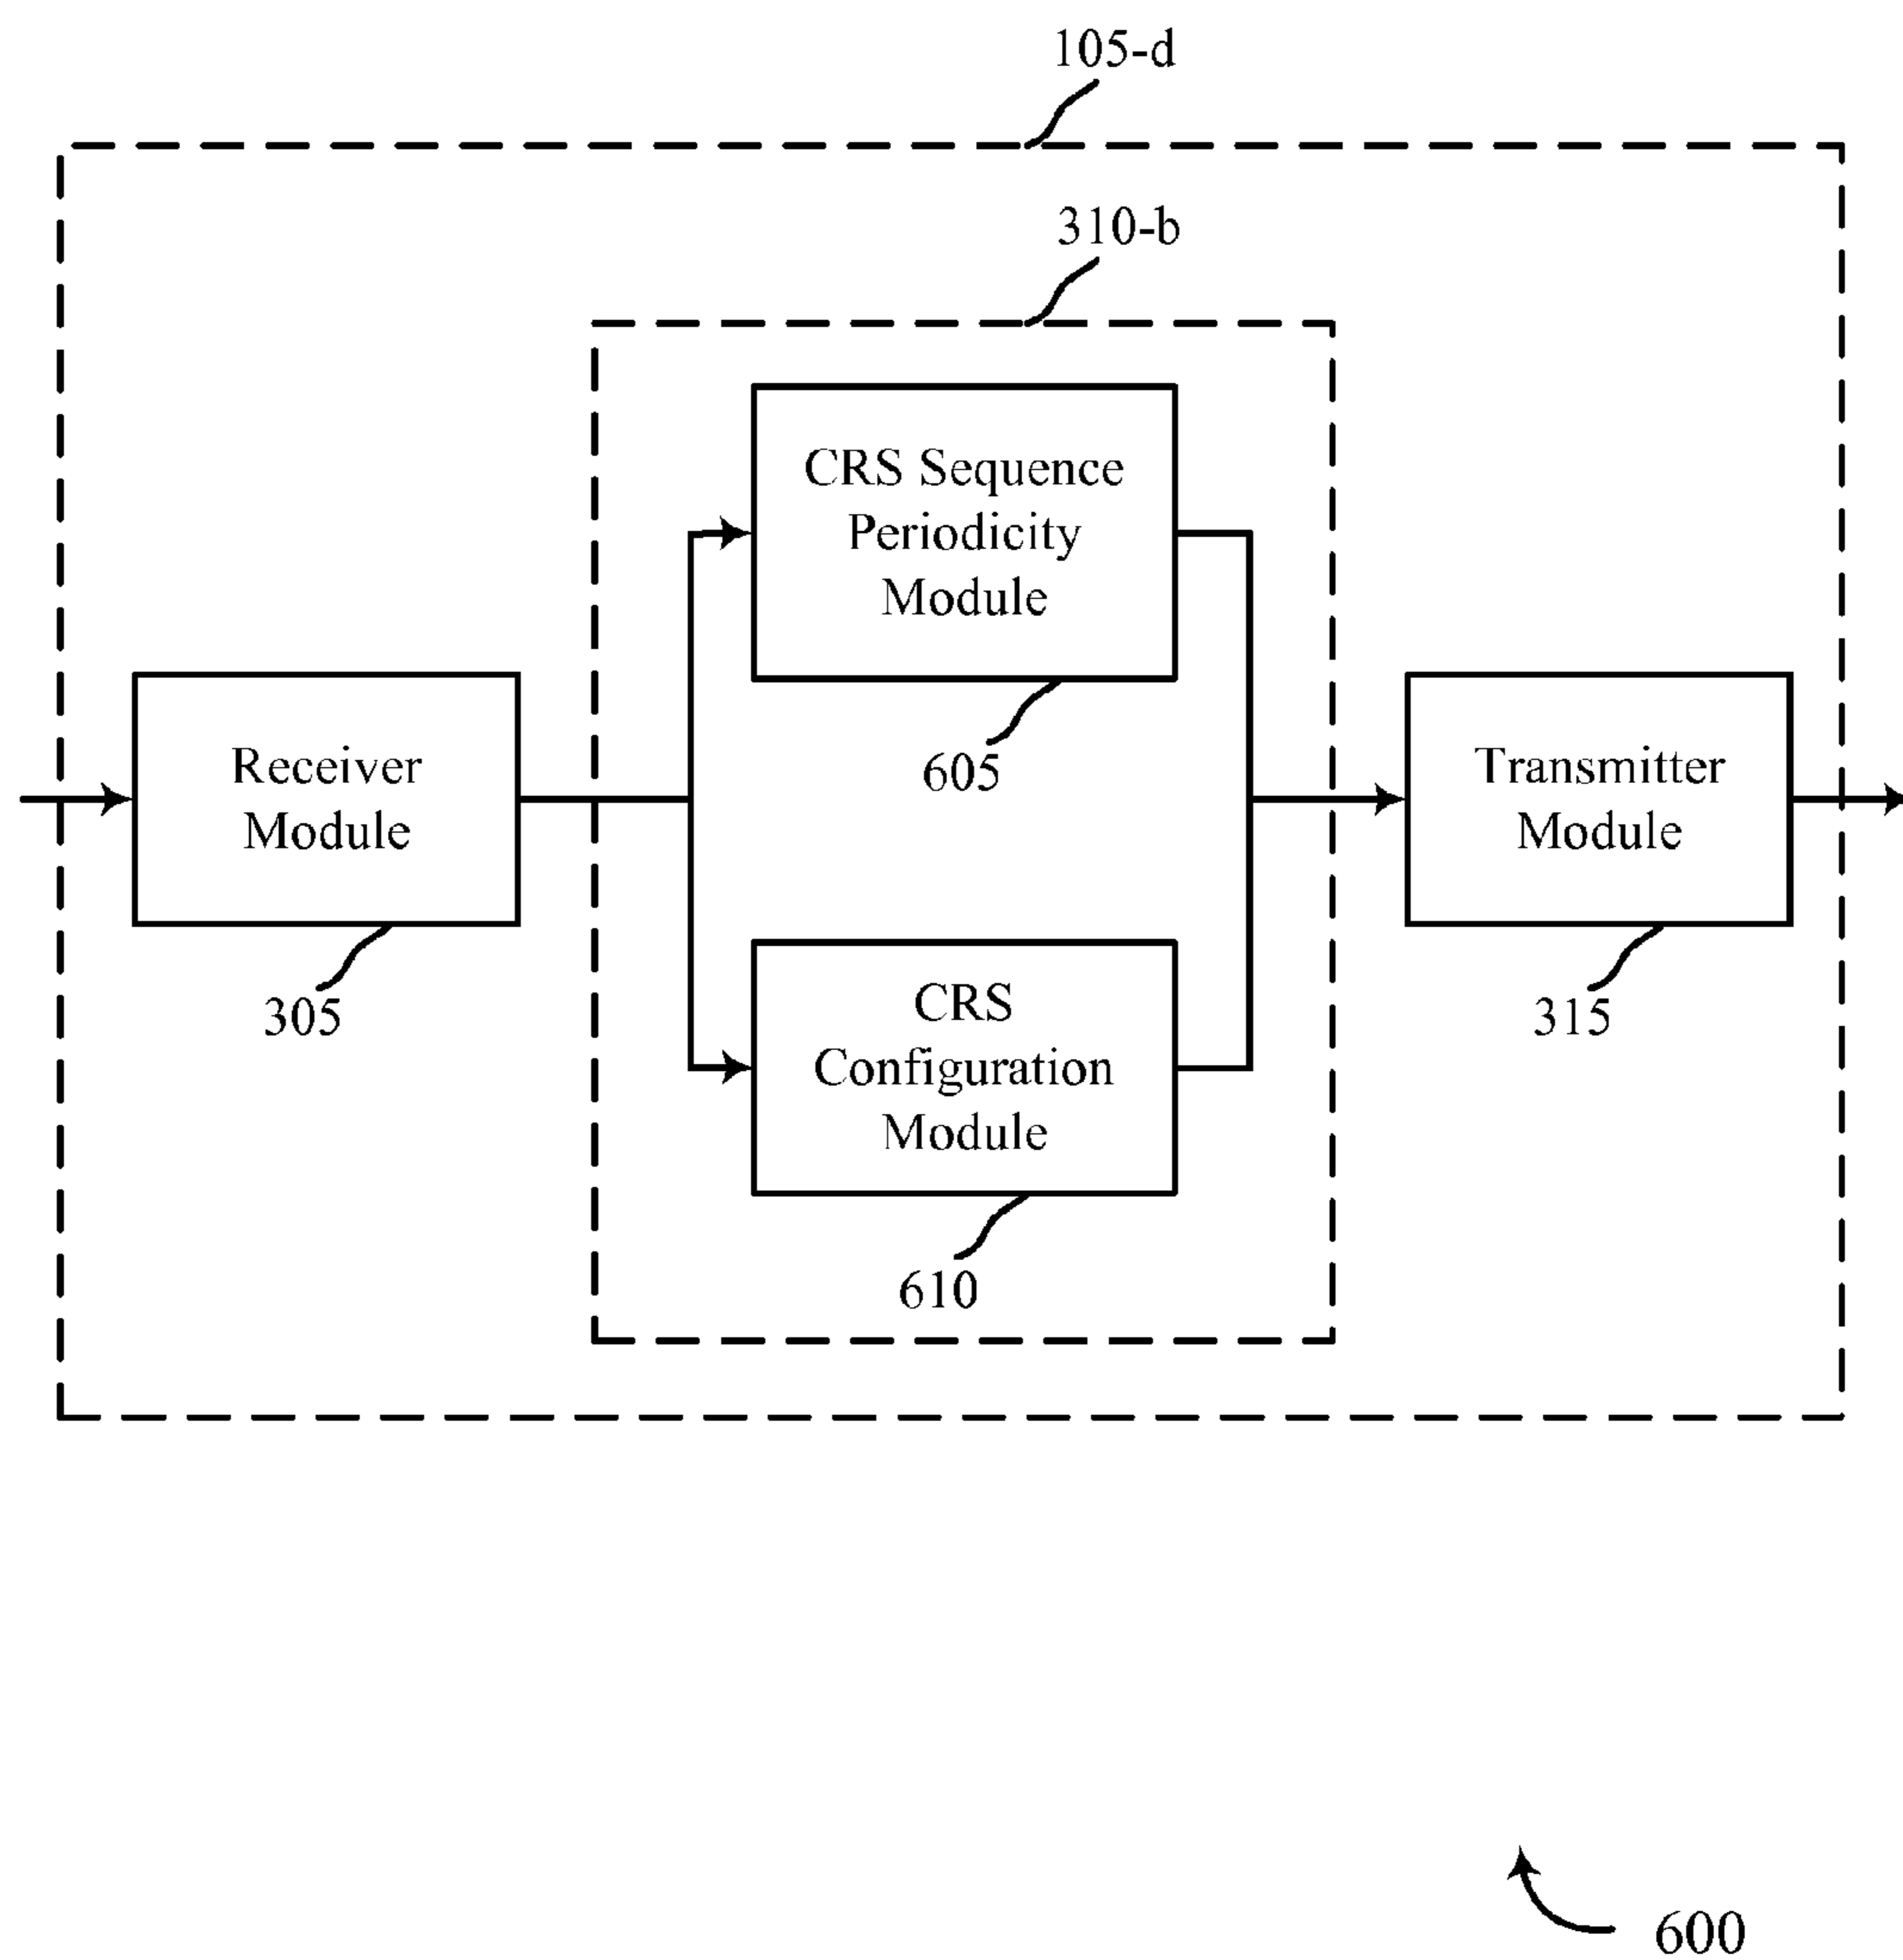 105-d
310-b
CRS Sequence
Periodicity
Module
605
Receiver
Module
305
Transmitter
Module
315
CRS
Configuration
Module
610
600